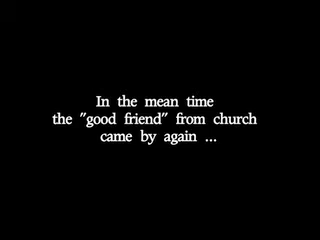 In the mean time
the "good friend" from church
came by again ...